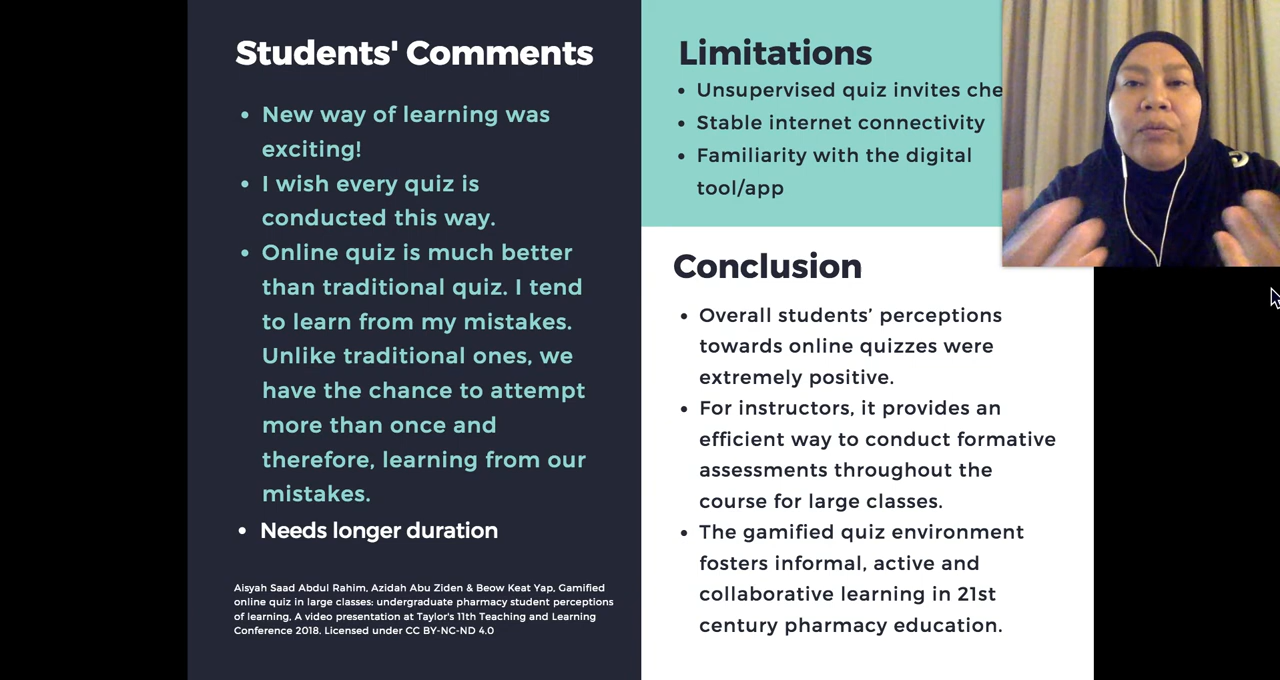 Students' Comments
New way of learning was
exciting!
I wish every quiz is
conducted this way.
Online quiz is much better
than traditional quiz. I tend
to learn from my mistakes.
Unlike traditional ones, we
have the chance to attempt
more than once and
therefore, learning from our
mistakes.
Needs longer duration
Aisyah Saad Abdul Rahim, Azidah Abu Ziden & Beow Keat Yap, Gamified
online quiz in large classes: undergraduate pharmacy student perceptions
of learning, A video presentation at Taylor's 11th Teaching and Learning
Conference 2018. Licensed under CC BY-NC-ND 4.0
Limitations
Unsupervised quiz invites
Stable internet connectivity
Familiarity with the digital
tool/app
Conclusion
Overall students’ perceptions
towards online quizzes were
extremely positive.
For instructors, it provides an
efficient way to conduct formative
assessments throughout the
course for large classes.
The gamified quiz environment
fosters informal, active and
collaborative learning in 21st
century pharmacy education.